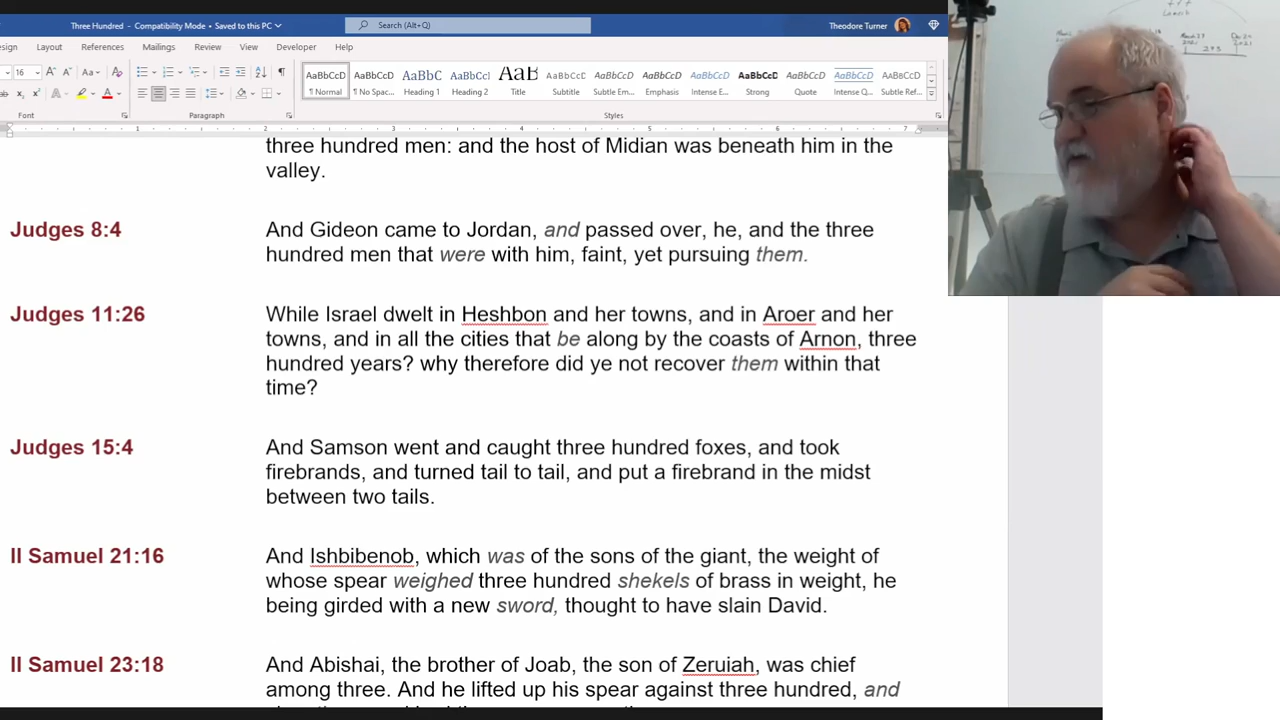 Three Hundred - Compatibility Mode • Saved to this PC
Search (Alt+Q)
Theodore Turner
Layout References Mailings Review View Developer Help
16
AaBbCcD AaBbCcD AaBbC AaBbCcD AaB AaBbCcD AaBbCcD AaBbCcD AaBbCcD AaBbCcD AaBbCcD AaBbCcD AaBbCcD
¶ Normal No Spac... Heading 1 Heading 2 Title Subtitle Subtle Em... Emphasis Intense E... Strong Quote Intense Q... Subtle Ref...
Font Paragraph Styles
2 3 4 5 6 7
three hundred men: and the host of Midian was beneath him in the
valley.
Judges 8:4
And Gideon came to Jordan, and passed over, he, and the three
hundred men that were with him, faint, yet pursuing them.
Judges 11:26
While Israel dwelt in Heshbon and her towns, and in Aroer and her
towns, and in all the cities that be along by the coasts of Arnon, three
hundred years? why therefore did ye not recover them within that
time?
Judges 15:4
And Samson went and caught three hundred foxes, and took
firebrands, and turned tail to tail, and put a firebrand in the midst
between two tails.
II Samuel 21:16
And Ishbibenob, which was of the sons of the giant, the weight of
whose spear weighed three hundred shekels of brass in weight, he
being girded with a new sword, thought to have slain David.
II Samuel 23:18
And Abishai, the brother of Joab, the son of Zeruiah, was chief
among three. And he lifted up his spear against three hundred, and